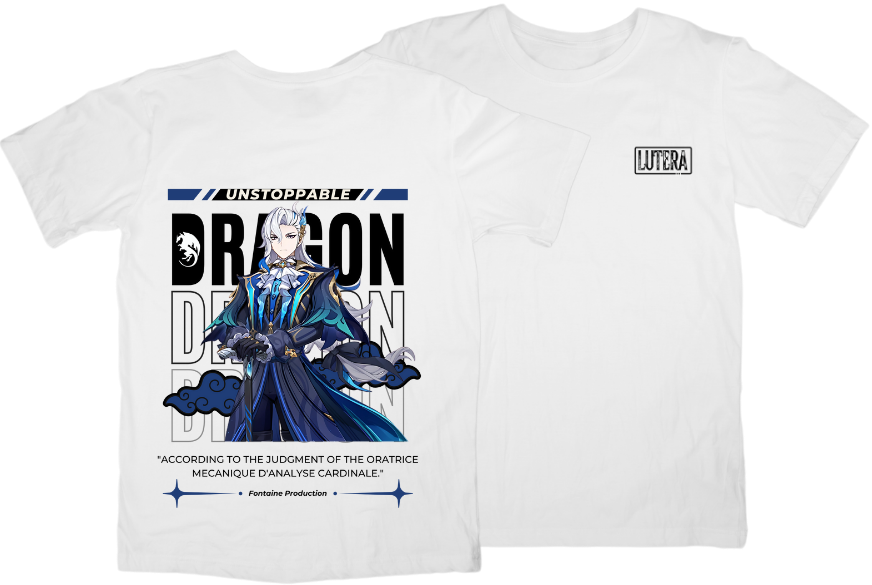 UNSTOPPABLE
DRAGON
DRAGON
DRAGON
"ACCORDING TO THE JUDGMENT OF THE ORATRICE
MECANIQUE D'ANALYSE CARDINALE."
Fontaine Production
LUTERA